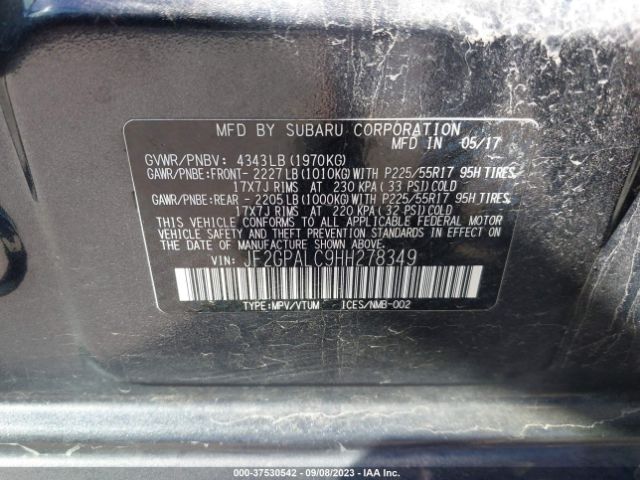 MFD BY SUBARU CORPORATION
MFD IN 05/17
GVWR/PNBV: 4343LB(1970KG)
GAWR/PNBE:FRONT-2227LB(1010KG)WITH P225/55R17 95H TIRES,
17X7J RIMS AT 230 KPA(33 PSI)COLD
GAWR/PNBE:REAR -2205LB(1000KG)WITH P225/55R17 95H TIRES,
17X7J RIMS AT 220 KPA(32 PSI)COLD
THIS VEHICLE CONFORMS TO ALL APPLICABLE FEDERAL MOTOR
VEHICLE SAFETY AND THEFT PREVENTION STANDARDS IN EFFECT
ON THE DATE OF MANUFACTURE SHOWN ABOVE.
VIN: JF2GPALC9HH278349
TYPE:MPV/VTUM ICES/NMB-002
000-37530542 - 09/08/2023 - IAA Inc.